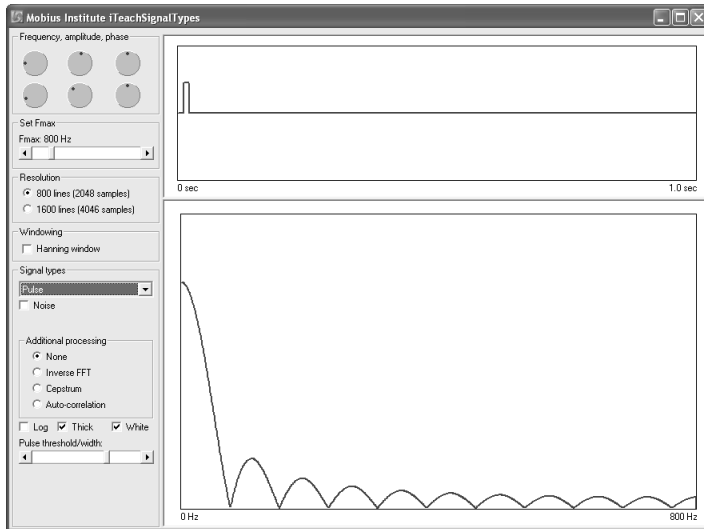 Mobius Institute iTeachSignalTypes
Frequency, amplitude, phase
Set Fmax
Fmax: 800 Hz
Resolution
800 lines (2048 samples)
1600 lines (4046 samples)
Windowing
Hanning window
Signal types
Pulse
Noise
Additional processing
None
Inverse FFT
Cepstrum
Auto-correlation
Log Thick White
Pulse threshold/width:
0 sec 1.0 sec
0 Hz 800 Hz